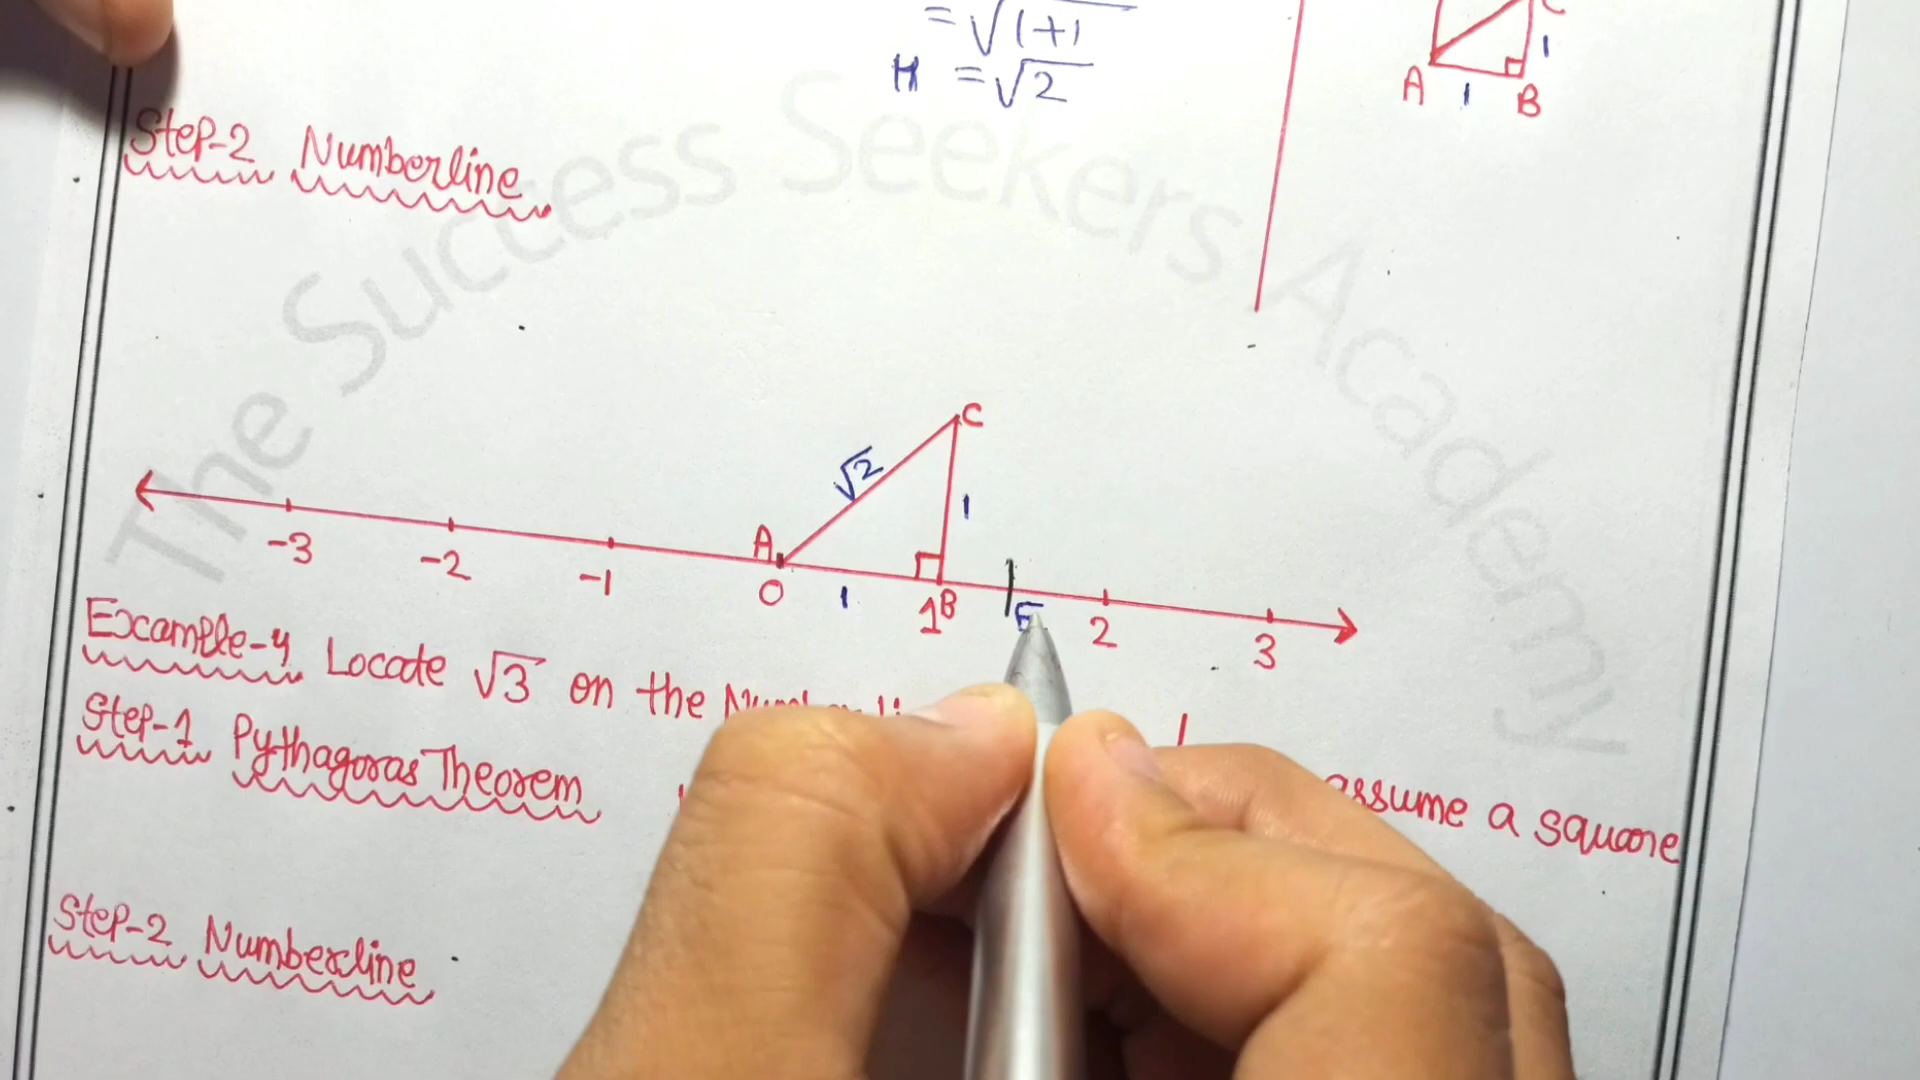 = √1+1
H = √2
C
1
A 1 B
Step-2 Numberline
The Success Seekers Academy
C
√2
1
A
-3 -2 -1 0 1 1 B E 2 3
Example-4 Locate √3 on the
Step-1 Pythagoras Theorem assume a square
Step-2 Numberline